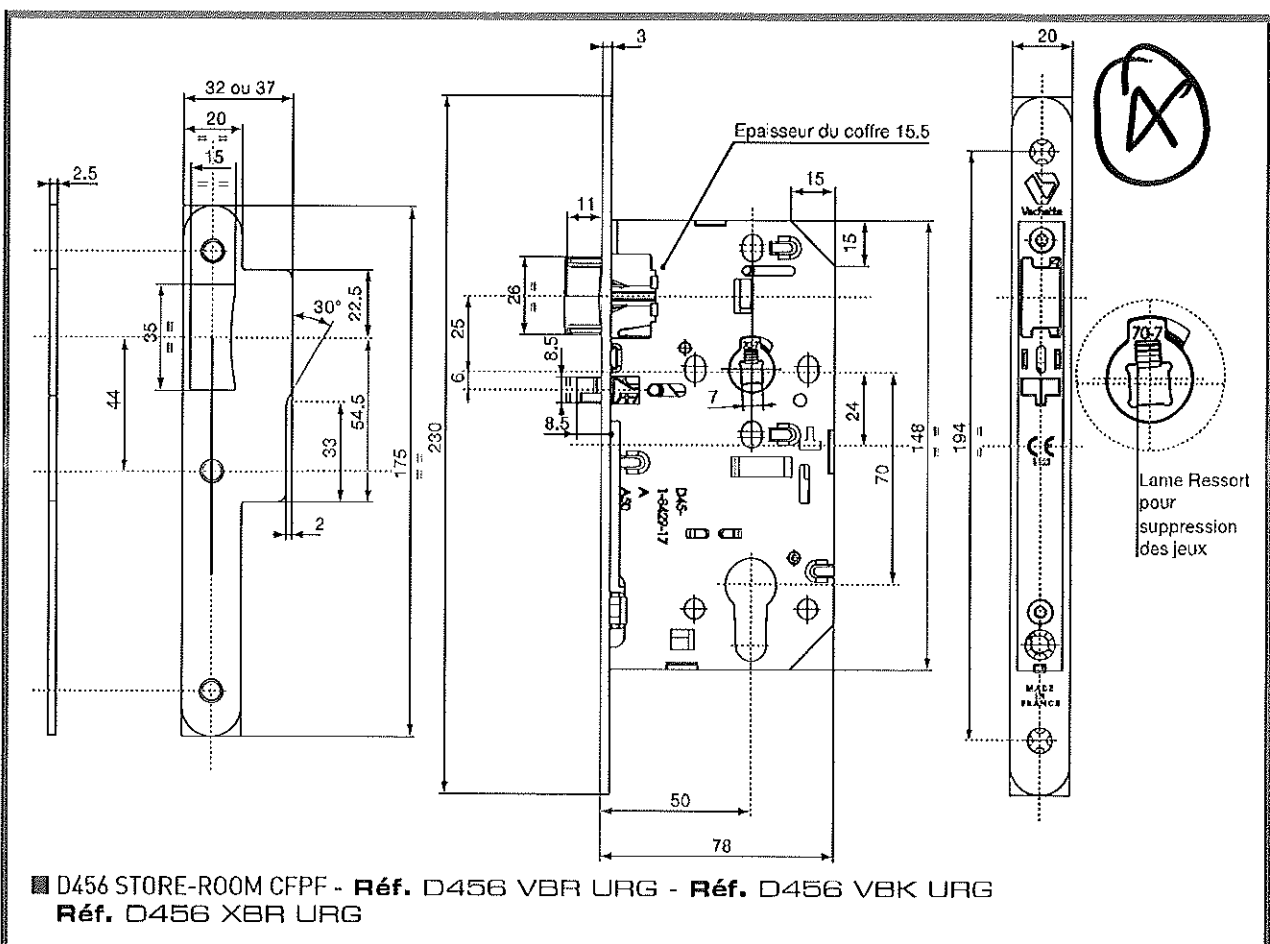 3
20
32 ou 37
20
15
2.5
Epaisseur du coffre 15.5
15
11
15
Vachette
26
22.5
30°
35
25
8.5
6
44
7
8.5
24
54.5
33
175
230
148
194
70
70-7
CE
2
Lame Ressort
pour
suppression
des jeux
A
D45-
1-6422-17
MADE
IN
FRANCE
50
78
D456 STORE-ROOM CFPF - Réf. D456 VBR URG - Réf. D456 VBK URG
Réf. D456 XBR URG